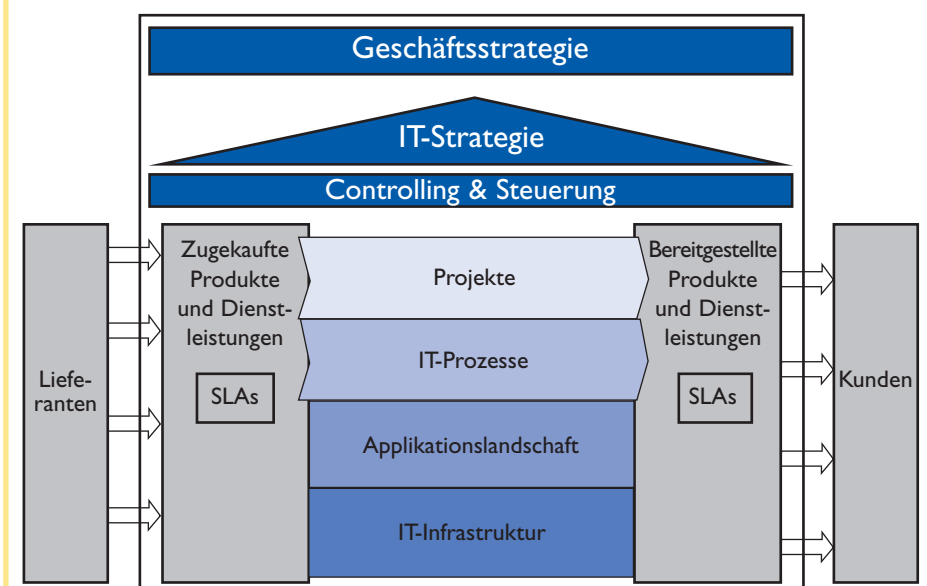 Geschäftsstrategie
IT-Strategie
Controlling & Steuerung
Liefe-
ranten
Zugekaufte
Produkte
und Dienst-
leistungen
SLAs
Projekte
IT-Prozesse
Applikationslandschaft
IT-Infrastruktur
Bereitgestellte
Produkte
und Dienst-
leistungen
SLAs
Kunden